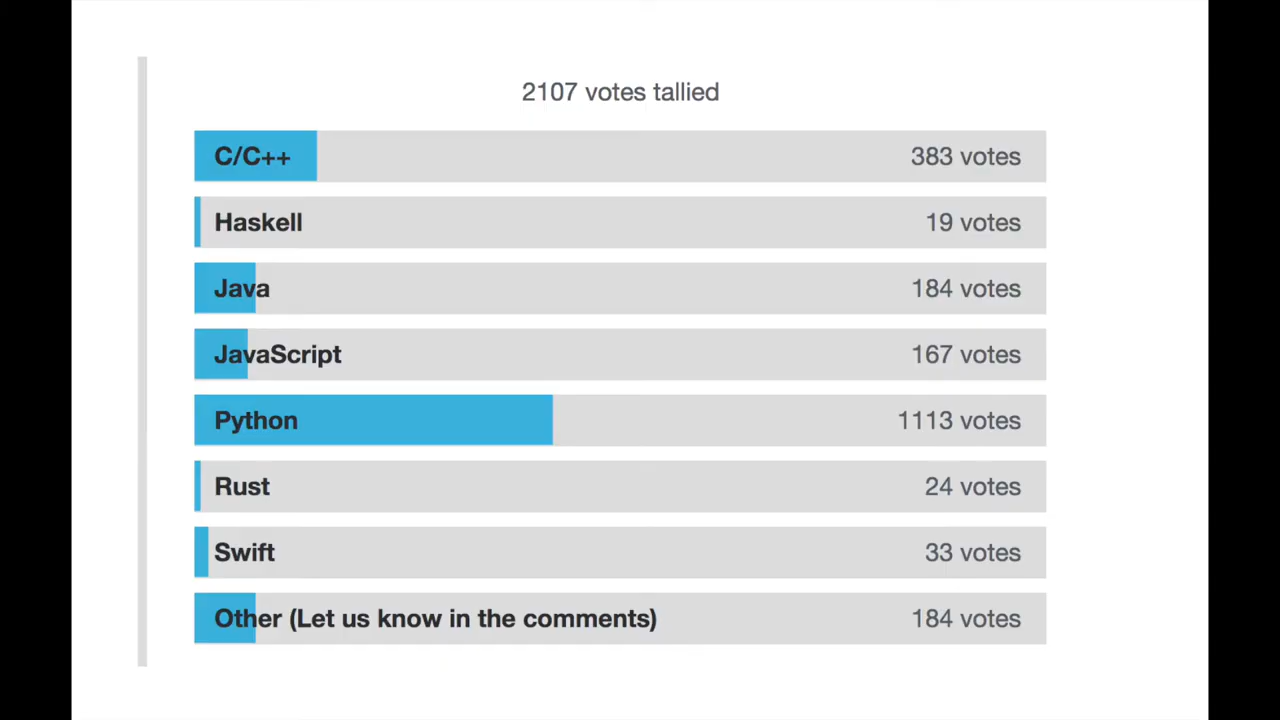 2107 votes tallied
C/C++ 383 votes
Haskell 19 votes
Java 184 votes
JavaScript 167 votes
Python 1113 votes
Rust 24 votes
Swift 33 votes
Other (Let us know in the comments) 184 votes